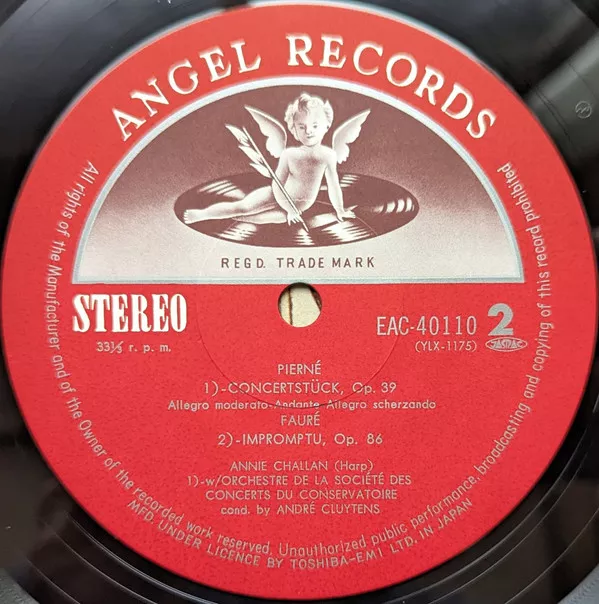 ANGEL RECORDS
REGD. TRADE MARK
STEREO
33⅓ r. p. m.
EAC-40110 2
(YLX-1175) JASRAC
PIERNÉ
1)-CONCERTSTÜCK, Op. 39
Allegro moderato-Andante-Allegro scherzando
FAURÉ
2)-IMPROMPTU, Op. 86
ANNIE CHALLAN (Harp)
1)-w/ORCHESTRE DE LA SOCIÉTÉ DES
CONCERTS DU CONSERVATOIRE
cond. by ANDRÉ CLUYTENS
All rights of the Manufacturer and of the Owner of the recorded work reserved. Unauthorized public performance, broadcasting and copying of this record prohibited
MFD. UNDER LICENCE BY TOSHIBA-EMI LTD. IN JAPAN